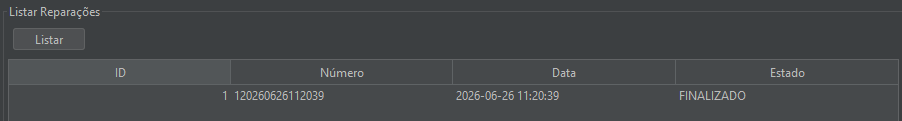 Listar Reparações
Listar
ID Número Data Estado
1 120260626112039 2026-06-26 11:20:39 FINALIZADO